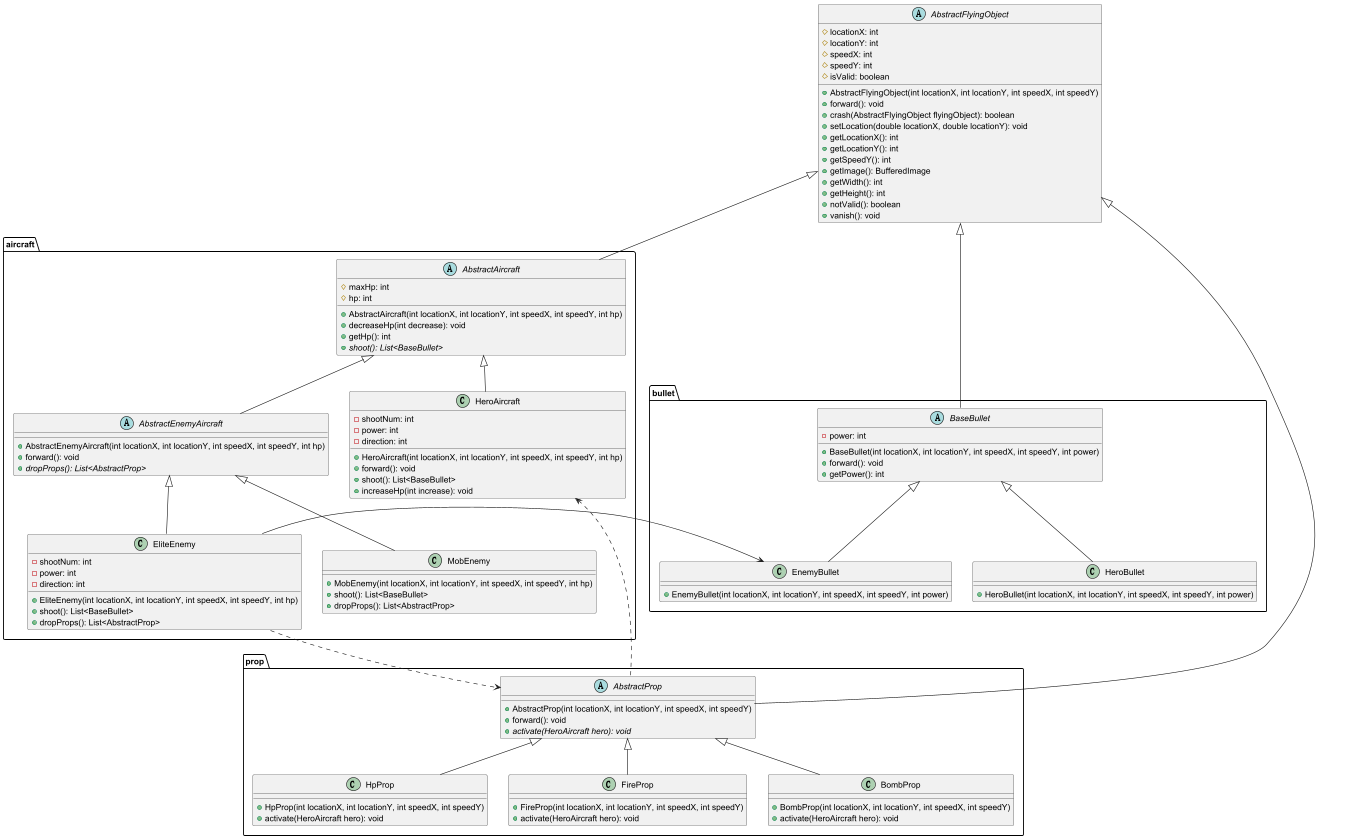 A AbstractFlyingObject
locationX: int
locationY: int
speedX: int
speedY: int
isValid: boolean
AbstractFlyingObject(int locationX, int locationY, int speedX, int speedY)
forward(): void
crash(AbstractFlyingObject flyingObject): boolean
setLocation(double locationX, double locationY): void
getLocationX(): int
getLocationY(): int
getSpeedY(): int
getImage(): BufferedImage
getWidth(): int
getHeight(): int
notValid(): boolean
vanish(): void
aircraft
A AbstractAircraft
maxHp: int
hp: int
AbstractAircraft(int locationX, int locationY, int speedX, int speedY, int hp)
decreaseHp(int decrease): void
getHp(): int
shoot(): List<BaseBullet>
A AbstractEnemyAircraft
AbstractEnemyAircraft(int locationX, int locationY, int speedX, int speedY, int hp)
forward(): void
dropProps(): List<AbstractProp>
C HeroAircraft
shootNum: int
power: int
direction: int
HeroAircraft(int locationX, int locationY, int speedX, int speedY, int hp)
forward(): void
shoot(): List<BaseBullet>
increaseHp(int increase): void
C EliteEnemy
shootNum: int
power: int
direction: int
EliteEnemy(int locationX, int locationY, int speedX, int speedY, int hp)
shoot(): List<BaseBullet>
dropProps(): List<AbstractProp>
C MobEnemy
MobEnemy(int locationX, int locationY, int speedX, int speedY, int hp)
shoot(): List<BaseBullet>
dropProps(): List<AbstractProp>
bullet
A BaseBullet
power: int
BaseBullet(int locationX, int locationY, int speedX, int speedY, int power)
forward(): void
getPower(): int
C EnemyBullet
EnemyBullet(int locationX, int locationY, int speedX, int speedY, int power)
C HeroBullet
HeroBullet(int locationX, int locationY, int speedX, int speedY, int power)
prop
A AbstractProp
AbstractProp(int locationX, int locationY, int speedX, int speedY)
forward(): void
activate(HeroAircraft hero): void
C HpProp
HpProp(int locationX, int locationY, int speedX, int speedY)
activate(HeroAircraft hero): void
C FireProp
FireProp(int locationX, int locationY, int speedX, int speedY)
activate(HeroAircraft hero): void
C BombProp
BombProp(int locationX, int locationY, int speedX, int speedY)
activate(HeroAircraft hero): void